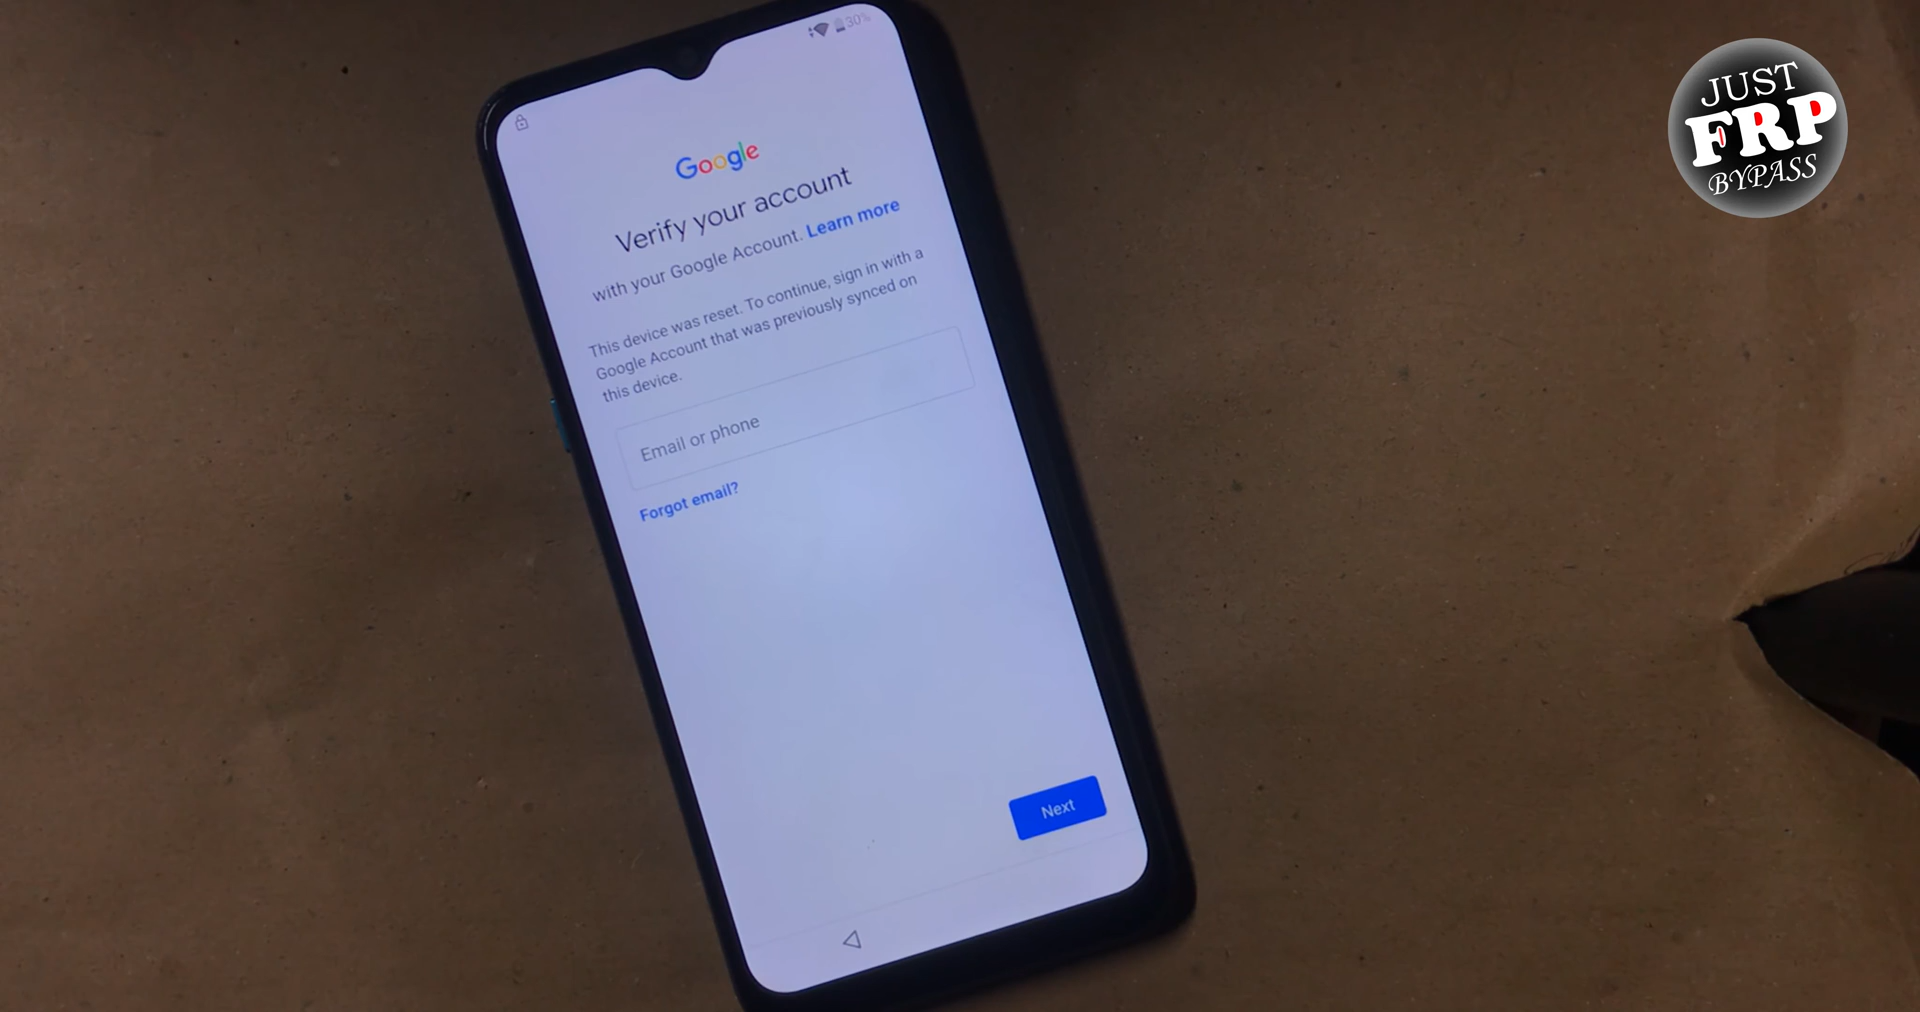 30%
Google
Verify your account
with your Google Account. Learn more
This device was reset. To continue, sign in with a
Google Account that was previously synced on
this device.
Email or phone
Forgot email?
Next
JUST
FRP
BYPASS